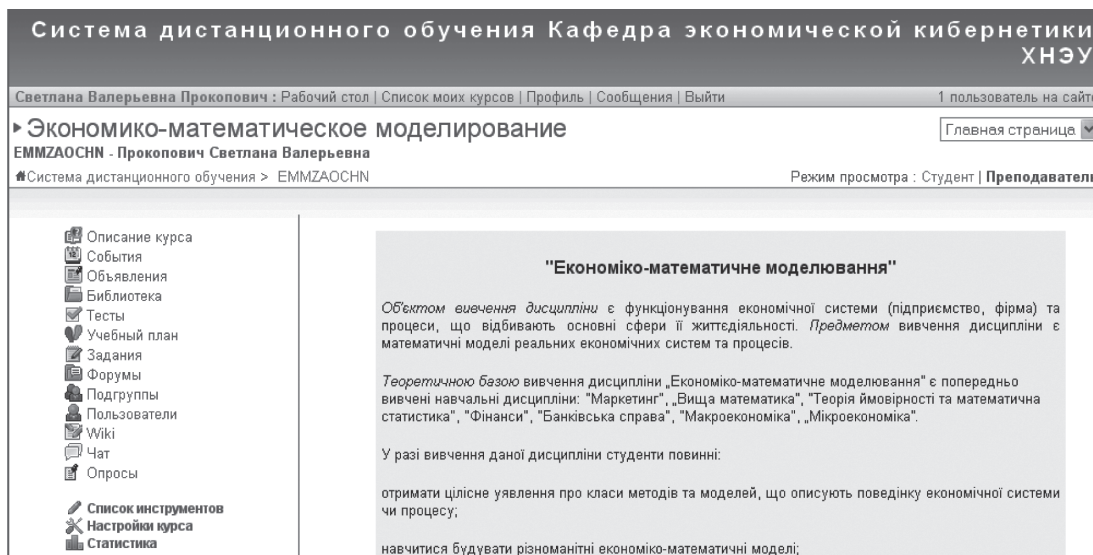 Система дистанционного обучения Кафедра экономической кибернетики
ХНЭУ
Светлана Валерьевна Прокопович : Рабочий стол | Список моих курсов | Профиль | Сообщения | Выйти
1 пользователь на сайте
Экономико-математическое моделирование
Главная страница
EMMZAOCHN - Прокопович Светлана Валерьевна
Система дистанционного обучения > EMMZAOCHN
Режим просмотра : Студент | Преподаватель
Описание курса
События
Объявления
Библиотека
Тесты
Учебный план
Задания
Форумы
Подгруппы
Пользователи
Wiki
Чат
Опросы
Список инструментов
Настройки курса
Статистика
"Економіко-математичне моделювання"
Об'єктом вивчення дисципліни є функціонування економічної системи (підприємство, фірма) та
процеси, що відбивають основні сфери її життєдіяльності. Предметом вивчення дисципліни є
математичні моделі реальних економічних систем та процесів.
Теоретичною базою вивчення дисципліни „Економіко-математичне моделювання" є попередньо
вивчені навчальні дисципліни: "Маркетинг", „Вища математика", "Теорія ймовірності та математична
статистика", "Фінанси", "Банківська справа", "Макроекономіка", „Мікроекономіка".
У разі вивчення даної дисципліни студенти повинні:
отримати цілісне уявлення про класи методів та моделей, що описують поведінку економічної системи
чи процесу;
навчитися будувати різноманітні економіко-математичні моделі;